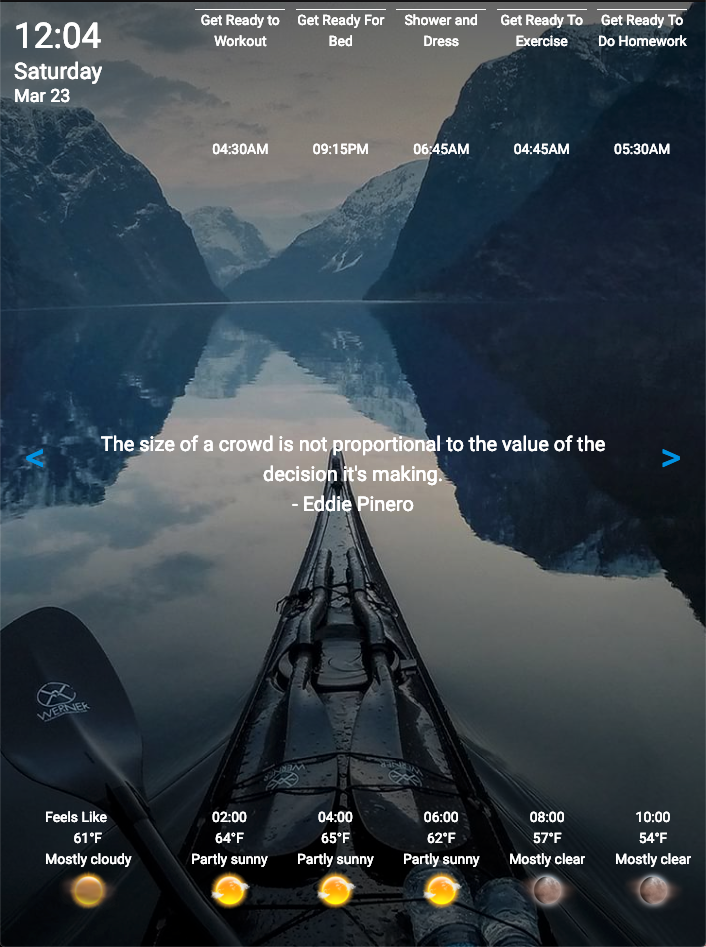 12:04
Saturday
Mar 23
Get Ready to
Workout
04:30AM
Get Ready For
Bed
09:15PM
Shower and
Dress
06:45AM
Get Ready To
Exercise
04:45AM
Get Ready To
Do Homework
05:30AM
<
The size of a crowd is not proportional to the value of the
decision it's making.
- Eddie Pinero
>
WERNER
WERNER
WERNER
Feels Like
61°F
Mostly cloudy
02:00
64°F
Partly sunny
04:00
65°F
Partly sunny
06:00
62°F
Partly sunny
08:00
57°F
Mostly clear
10:00
54°F
Mostly clear